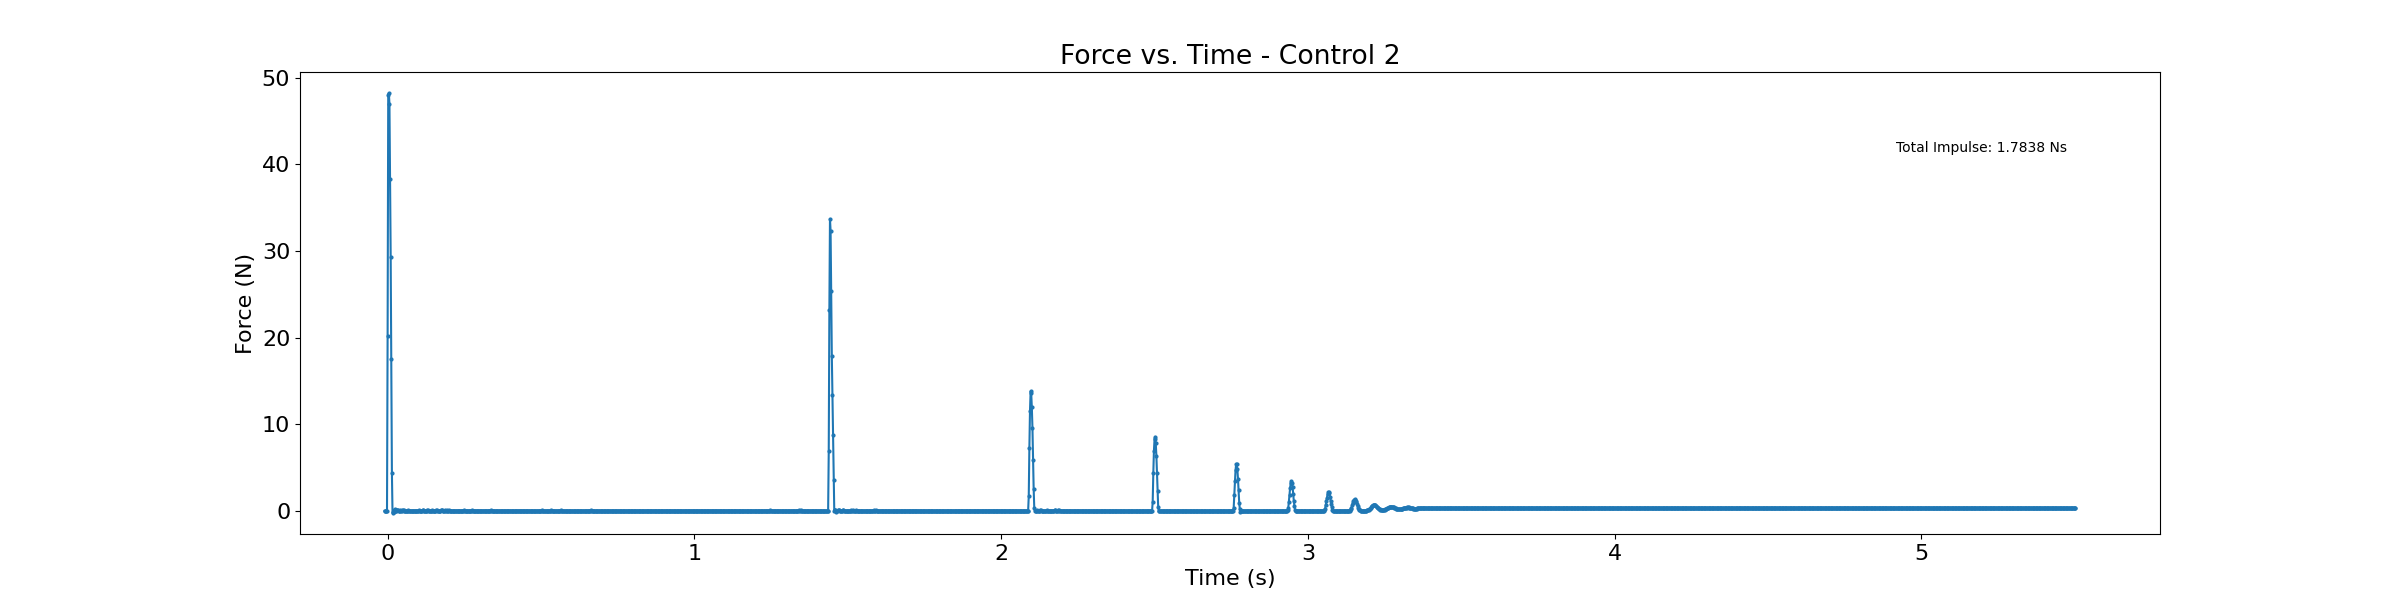 Force vs. Time - Control 2
50
40
30
20
10
0
Force (N)
Total Impulse: 1.7838 Ns
0 1 2 3 4 5
Time (s)